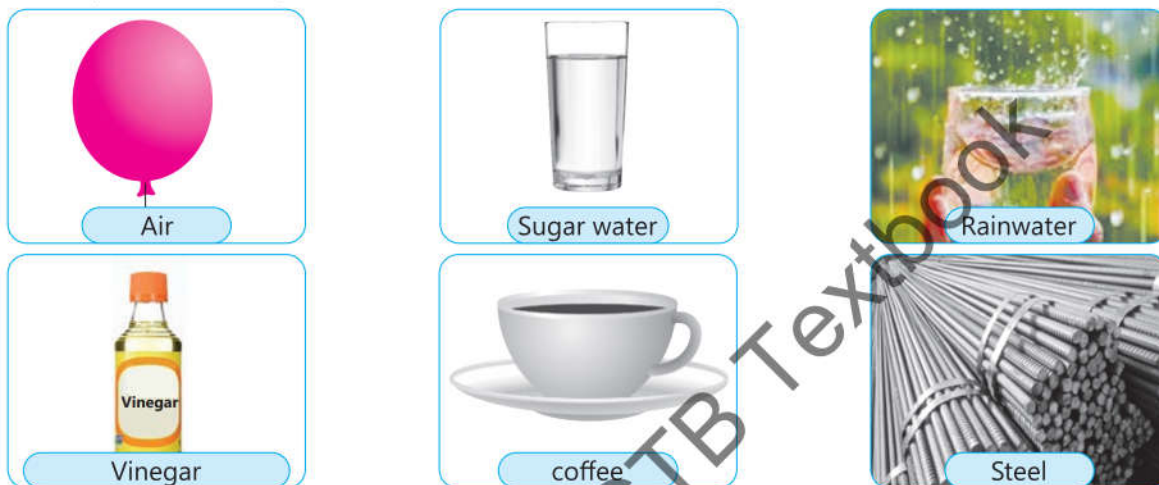 Air
Sugar water
Rainwater
Vinegar
Vinegar
coffee
Steel
TB Textbook